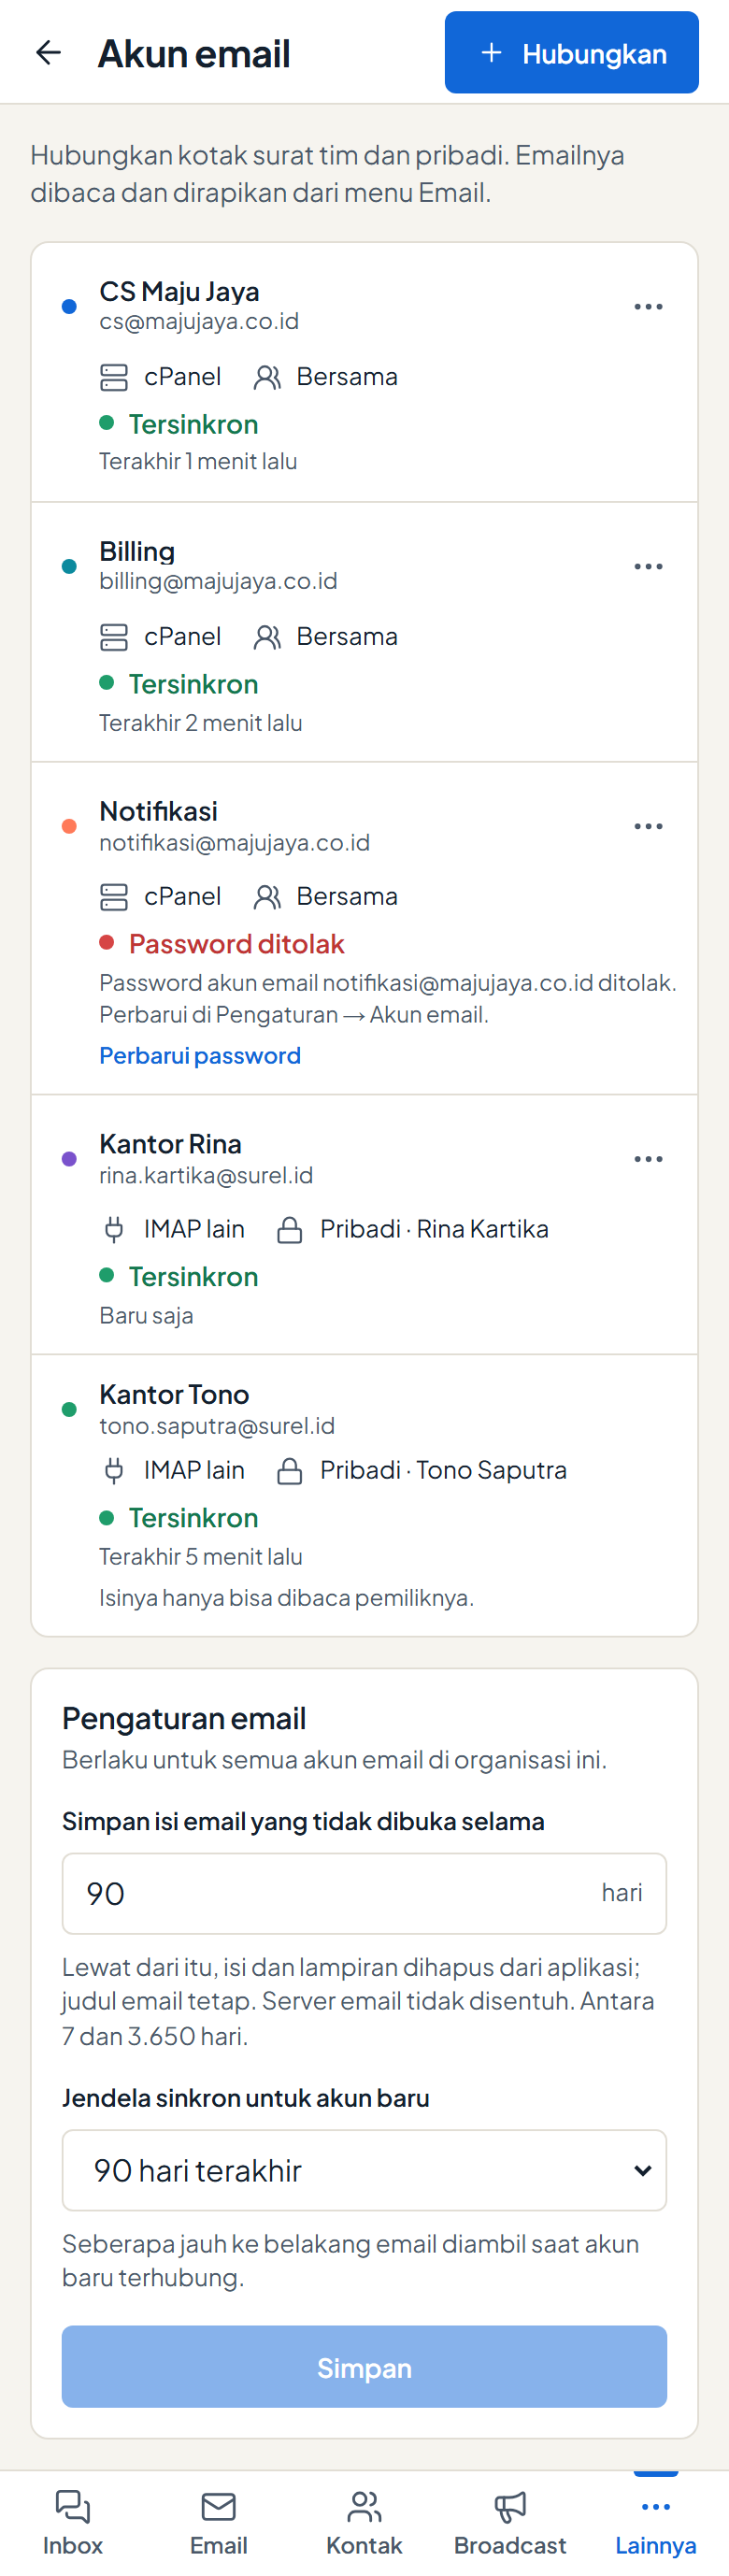 Akun email
Hubungkan
Hubungkan kotak surat tim dan pribadi. Emailnya
dibaca dan dirapikan dari menu Email.
CS Maju Jaya
cs@majujaya.co.id
cPanel Bersama
Tersinkron
Terakhir 1 menit lalu
Billing
billing@majujaya.co.id
cPanel Bersama
Tersinkron
Terakhir 2 menit lalu
Notifikasi
notifikasi@majujaya.co.id
cPanel Bersama
Password ditolak
Password akun email notifikasi@majujaya.co.id ditolak.
Perbarui di Pengaturan → Akun email.
Perbarui password
Kantor Rina
rina.kartika@surel.id
IMAP lain Pribadi · Rina Kartika
Tersinkron
Baru saja
Kantor Tono
tono.saputra@surel.id
IMAP lain Pribadi · Tono Saputra
Tersinkron
Terakhir 5 menit lalu
Isinya hanya bisa dibaca pemiliknya.
Pengaturan email
Berlaku untuk semua akun email di organisasi ini.
Simpan isi email yang tidak dibuka selama
90 hari
Lewat dari itu, isi dan lampiran dihapus dari aplikasi;
judul email tetap. Server email tidak disentuh. Antara
7 dan 3.650 hari.
Jendela sinkron untuk akun baru
90 hari terakhir
Seberapa jauh ke belakang email diambil saat akun
baru terhubung.
Simpan
Inbox Email Kontak Broadcast Lainnya